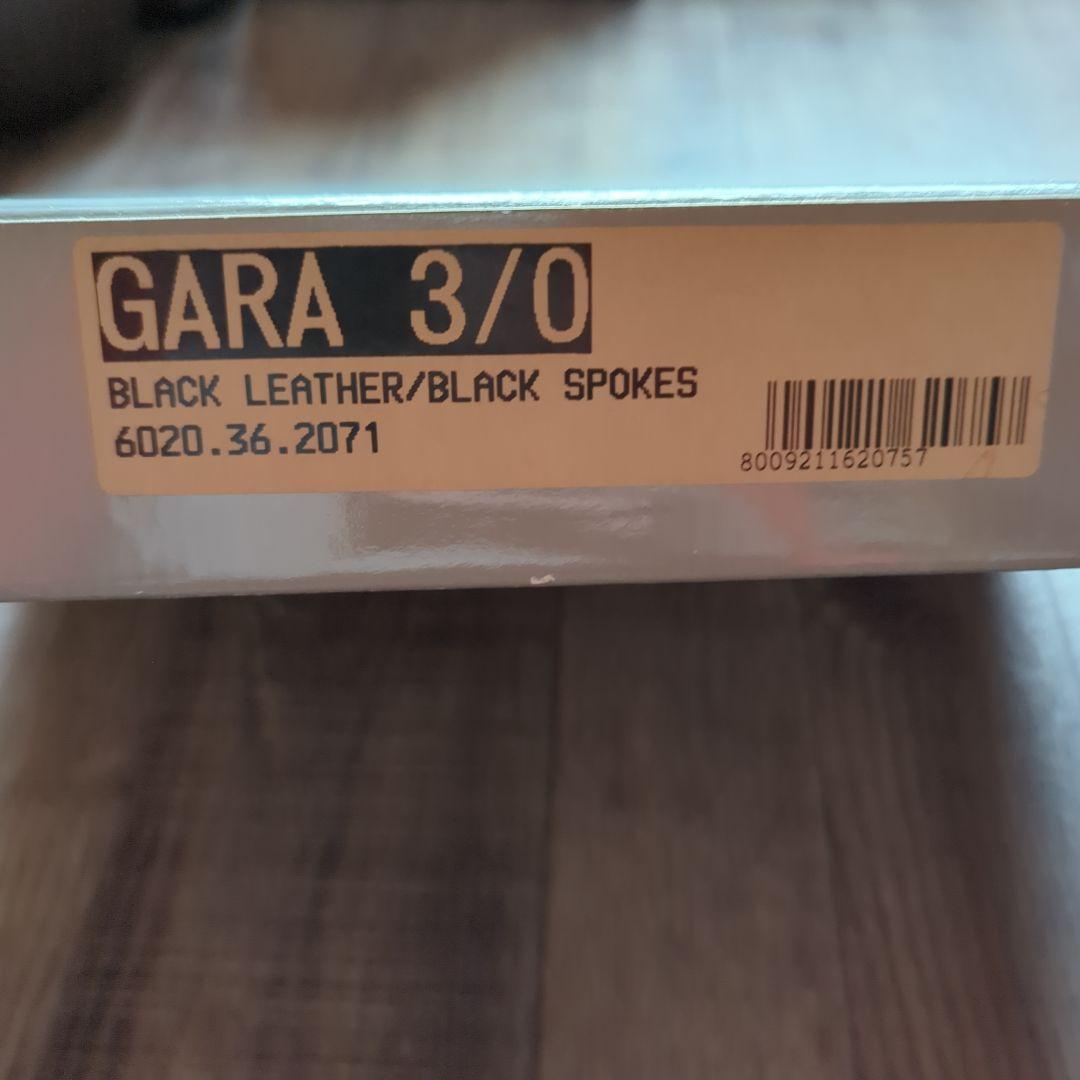 GARA 3/0
BLACK LEATHER/BLACK SPOKES
6020.36.2071
8009211620757